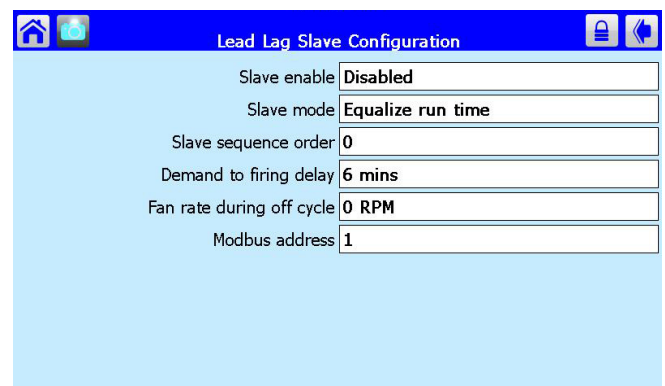 Lead Lag Slave Configuration
Slave enable Disabled
Slave mode Equalize run time
Slave sequence order 0
Demand to firing delay 6 mins
Fan rate during off cycle 0 RPM
Modbus address 1